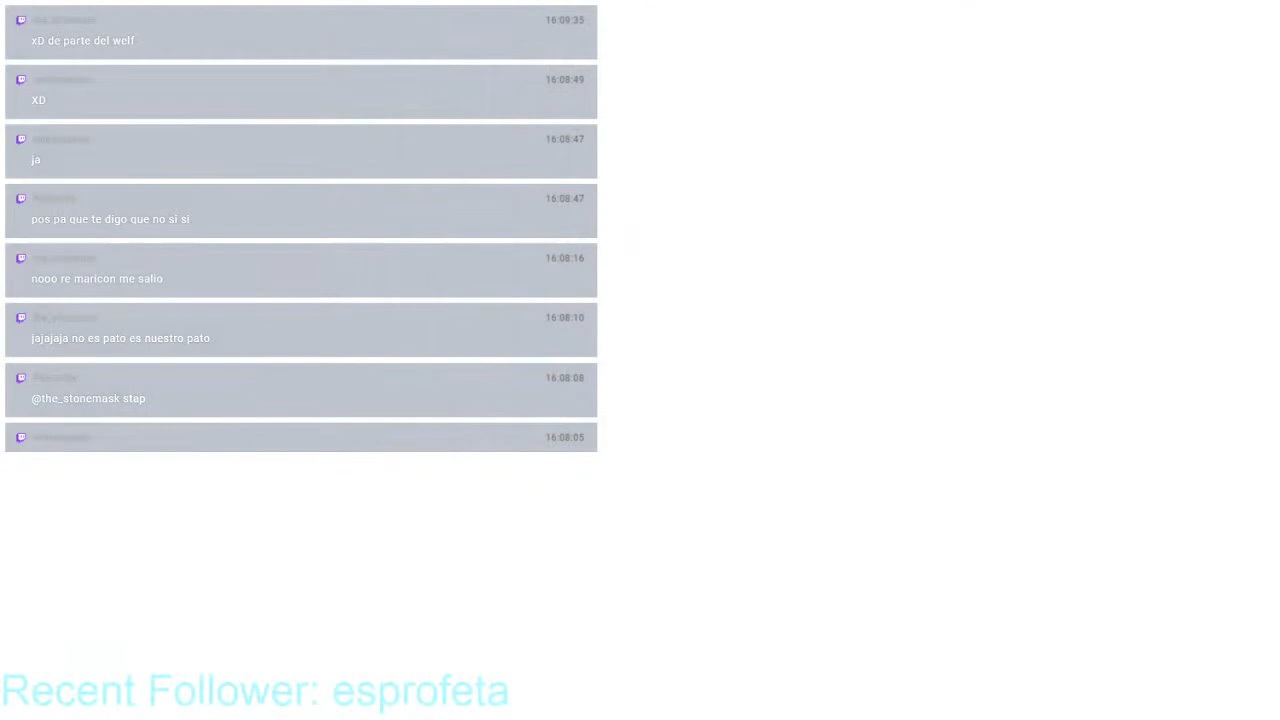 16:09:35
xD de parte del welf
16:08:49
XD
16:08:47
ja
16:08:47
pos pa que te digo que no si si
16:08:16
nooo re maricon me salio
16:08:10
jajajaja no es pato es nuestro pato
16:08:08
@the_stonemask stap
16:08:05
Recent Follower: esprofeta